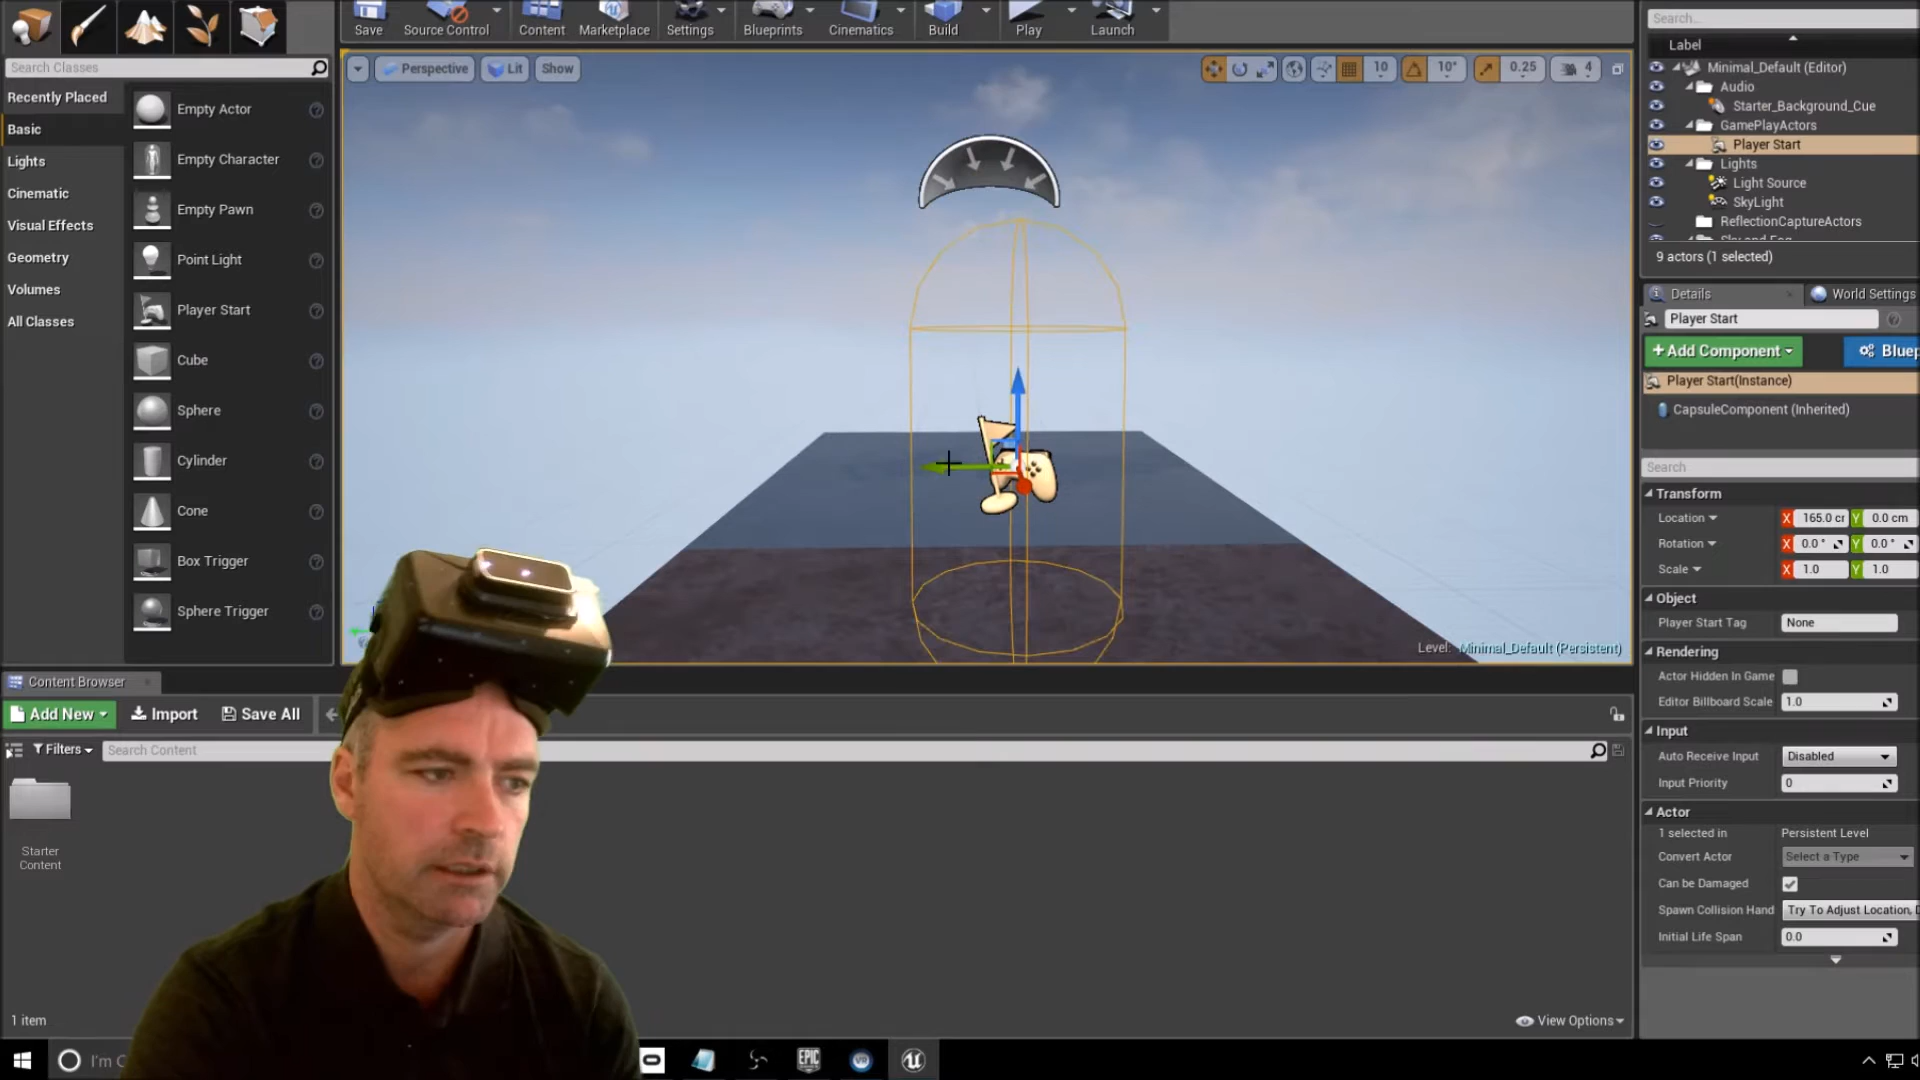 Save
Source Control
Content
Marketplace
Settings
Blueprints
Cinematics
Build
Play
Launch
Search Classes
Recently Placed
Basic
Lights
Cinematic
Visual Effects
Geometry
Volumes
All Classes
Empty Actor
Empty Character
Empty Pawn
Point Light
Player Start
Cube
Sphere
Cylinder
Cone
Box Trigger
Sphere Trigger
Perspective
Lit
Show
10
10°
0.25
4
Level: Minimal_Default (Persistent)
Search...
Label
Minimal_Default (Editor)
Audio
Starter_Background_Cue
GamePlayActors
Player Start
Lights
Light Source
SkyLight
ReflectionCaptureActors
9 actors (1 selected)
Details
World Settings
Player Start
+Add Component
Player Start(Instance)
CapsuleComponent (Inherited)
Search
Transform
Location X 165.0 Y 0.0 cm
Rotation X 0.0 ° Y 0.0 °
Scale X 1.0 Y 1.0
Object
Player Start Tag None
Rendering
Actor Hidden In Game
Editor Billboard Scale 1.0
Input
Auto Receive Input Disabled
Input Priority 0
Actor
1 selected in Persistent Level
Convert Actor Select a Type
Can be Damaged
Spawn Collision Hand Try To Adjust Location,
Initial Life Span 0.0
Content Browser
Add New
Import
Save All
Filters
Search Content
Starter
Content
1 item
View Options
I'm
EPIC
VR